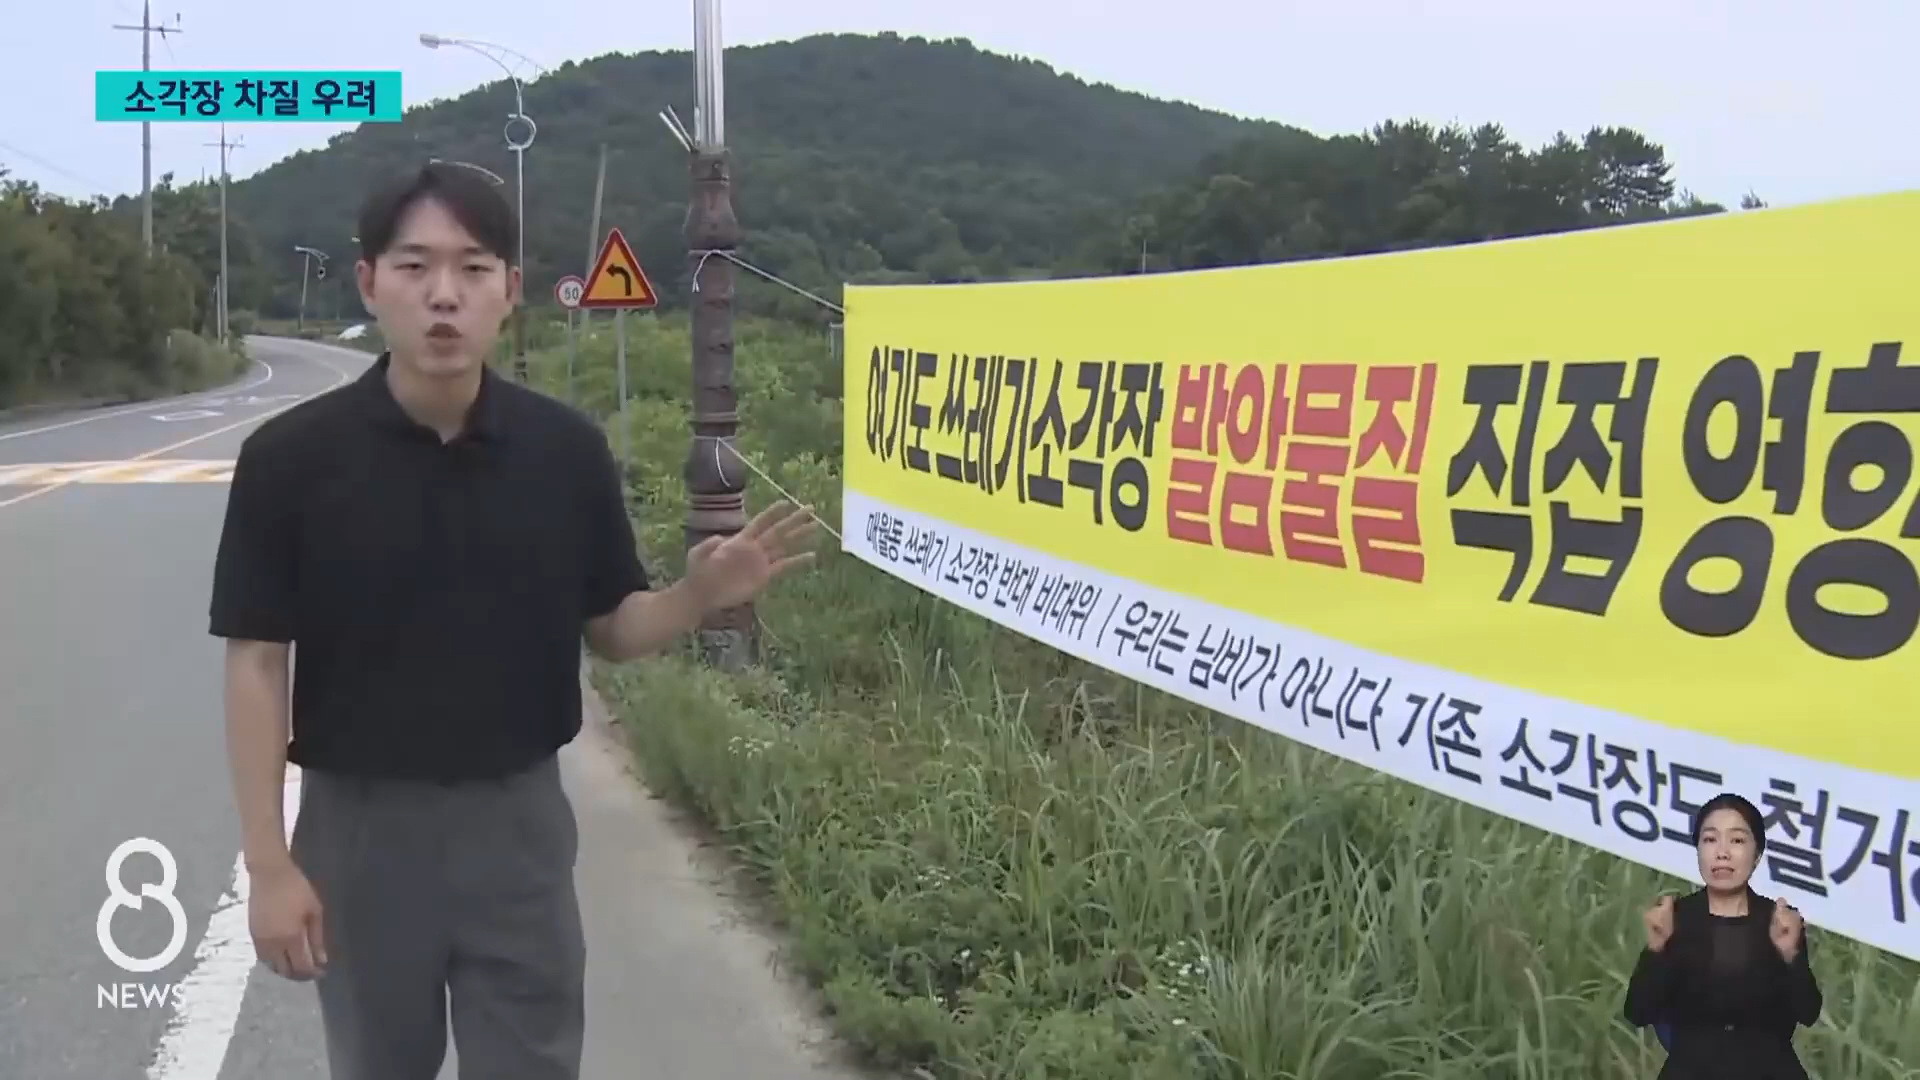 소각장 차질 우려
50
여기도 쓰레기소각장 발암물질 직접 영향
매월동 쓰레기 소각장 반대 비대위 | 우리는 님비가 아니다 기존 소각장도 철거
8
NEWS